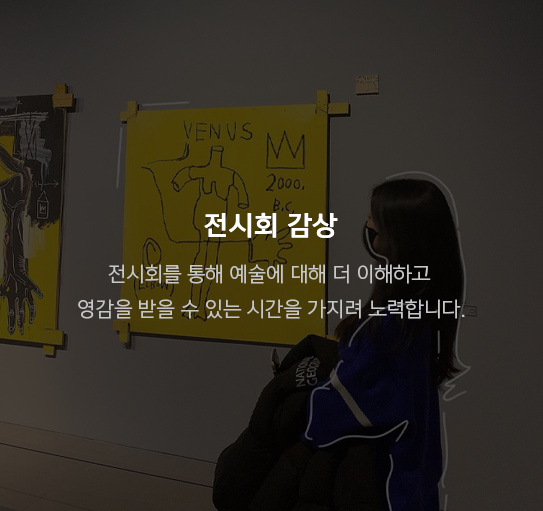 VENUS
2000.
B.C.
전시회 감상
전시회를 통해 예술에 대해 더 이해하고
영감을 받을 수 있는 시간을 가지려 노력합니다.
NATIONAL
GEOGRAPHIC